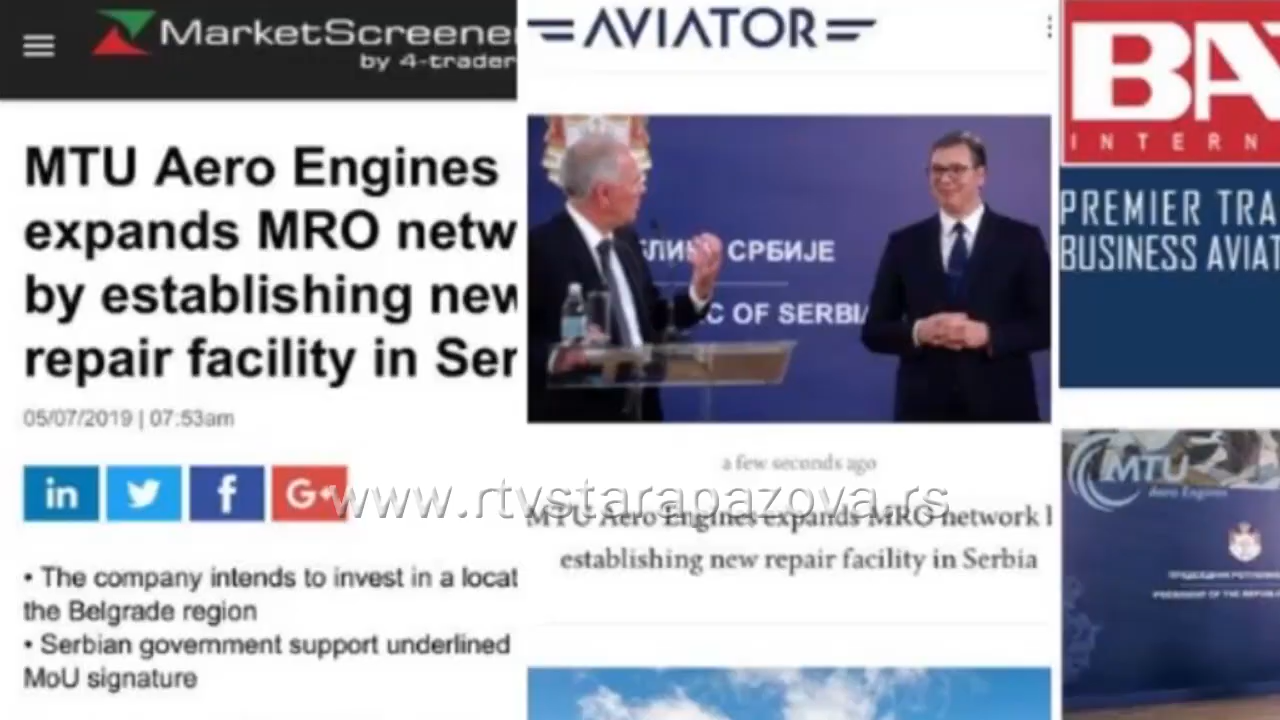 MarketScreene
by 4-trader
MTU Aero Engines
expands MRO netw
by establishing new
repair facility in Ser
05/07/2019 | 07:53am
in
f
G+
• The company intends to invest in a locat
the Belgrade region
• Serbian government support underlined
MoU signature
AVIATOR
СРБИЈЕ
C OF SERBIA
a few seconds ago
MTU Aero Engines expands MRO network
establishing new repair facility in Serbia
www.rtvstarapazova.rs
BA
INTERN
PREMIER TRA
BUSINESS AVIAT
MTU
Aero Engines